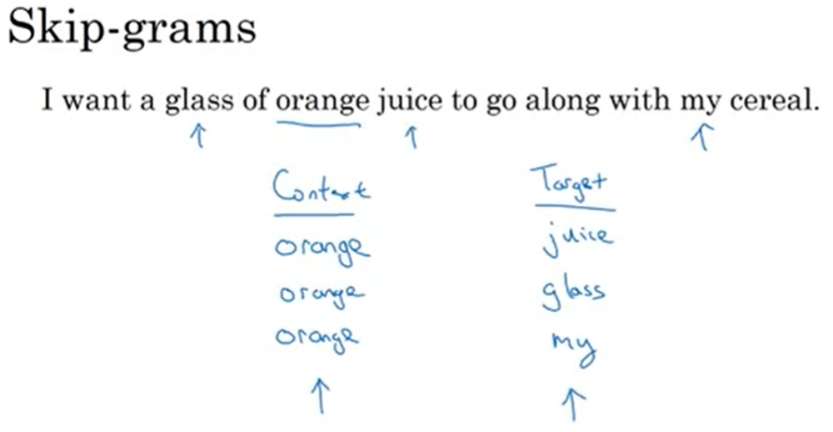 Skip-grams
I want a glass of orange juice to go along with my cereal.
Context Target
orange juice
orange glass
orange my